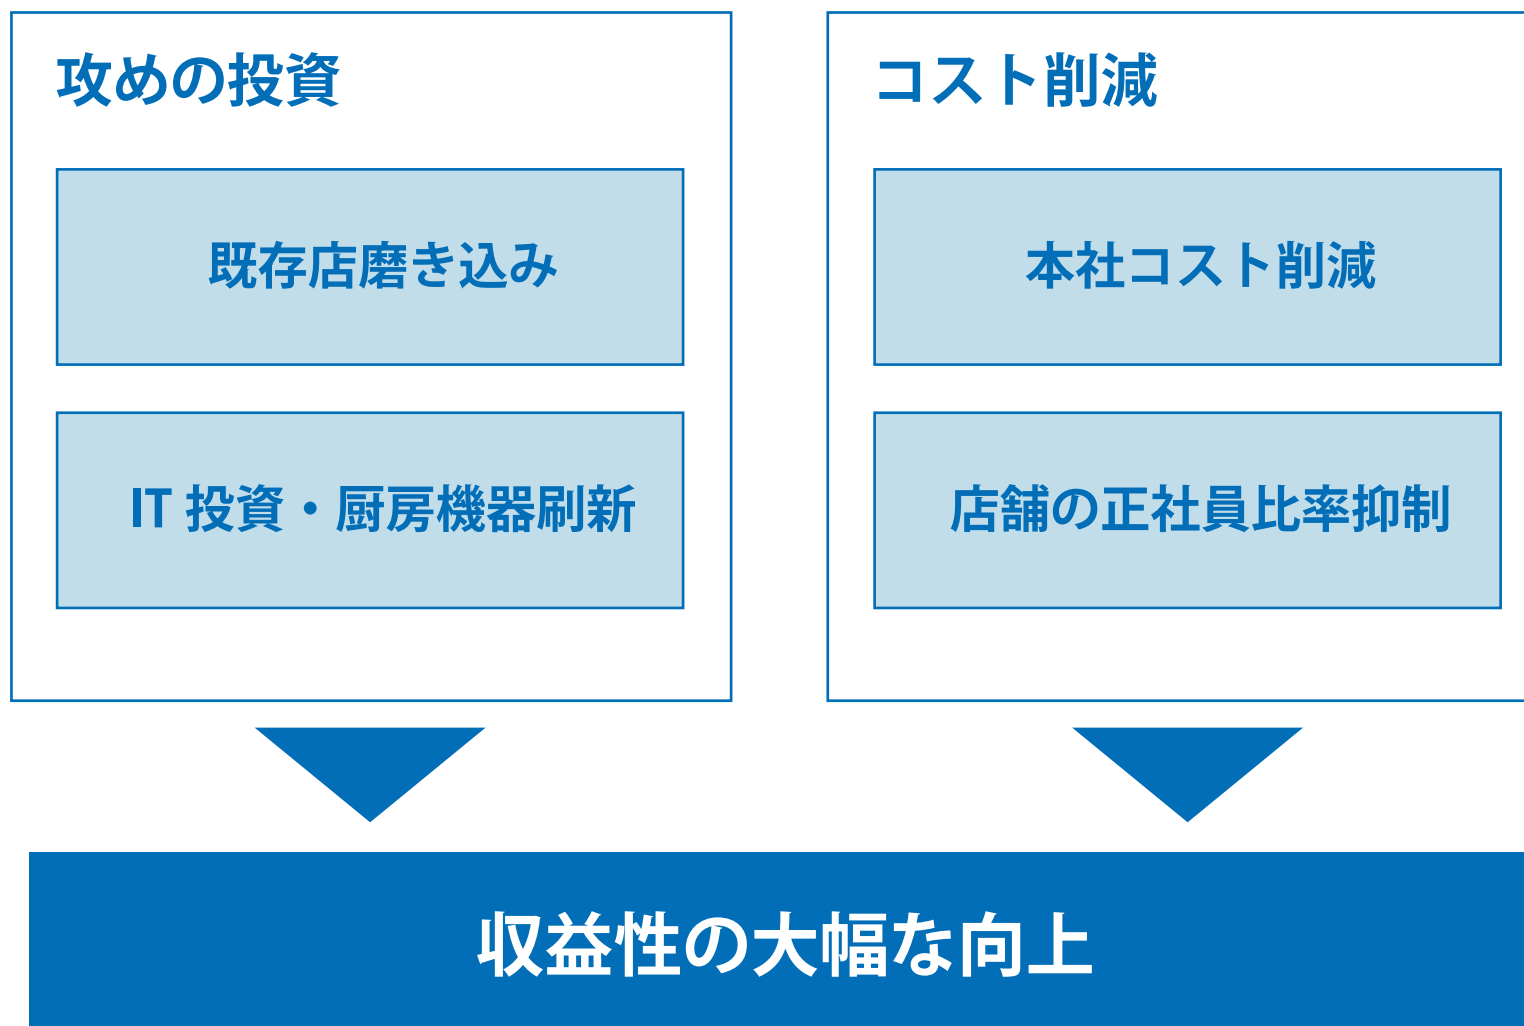 攻めの投資
既存店磨き込み
IT 投資・厨房機器刷新
コスト削減
本社コスト削減
店舗の正社員比率抑制
収益性の大幅な向上